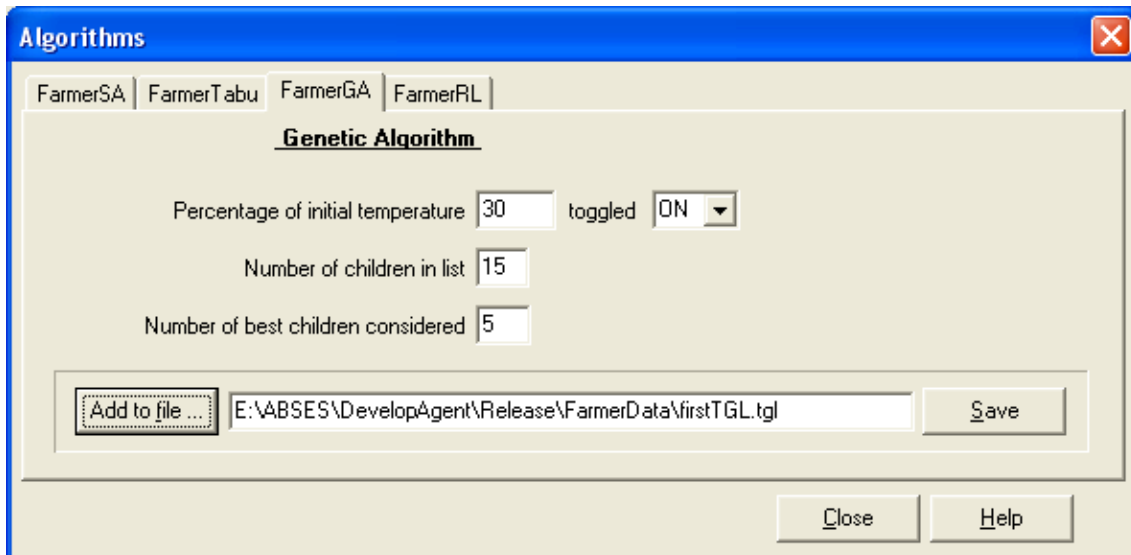 Algorithms
FarmerSA FarmerTabu FarmerGA FarmerRL
Genetic Algorithm
Percentage of initial temperature 30 toggled ON
Number of children in list 15
Number of best children considered 5
Add to file ... E:\ABSES\DevelopAgent\Release\FarmerData\firstTGL.tgl Save
Close Help